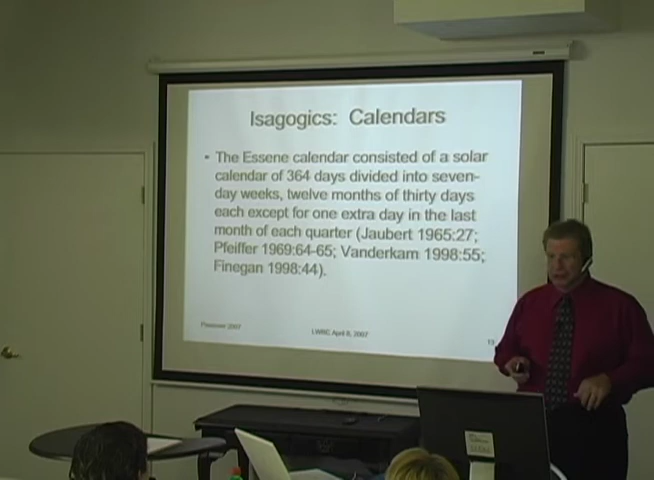 Isagogics: Calendars
• The Essene calendar consisted of a solar
calendar of 364 days divided into seven-
day weeks, twelve months of thirty days
each except for one extra day in the last
month of each quarter (Jaubert 1965:27;
Pfeiffer 1969:64-65; Vanderkam 1998:55;
Finegan 1998:44).
Passover 2007
LWBC April 8, 2007